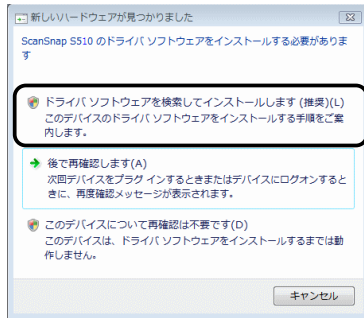 新しいハードウェアが見つかりました
ScanSnap S510 のドライバ ソフトウェアをインストールする必要がありま
す
ドライバ ソフトウェアを検索してインストールします (推奨)(L)
このデバイスのドライバ ソフトウェアをインストールする手順をご案
内します。
後で再確認します(A)
次回デバイスをプラグ インするときまたはデバイスにログオンすると
きに、再度確認メッセージが表示されます。
このデバイスについて再確認は不要です(D)
このデバイスは、ドライバ ソフトウェアをインストールするまでは動
作しません。
キャンセル